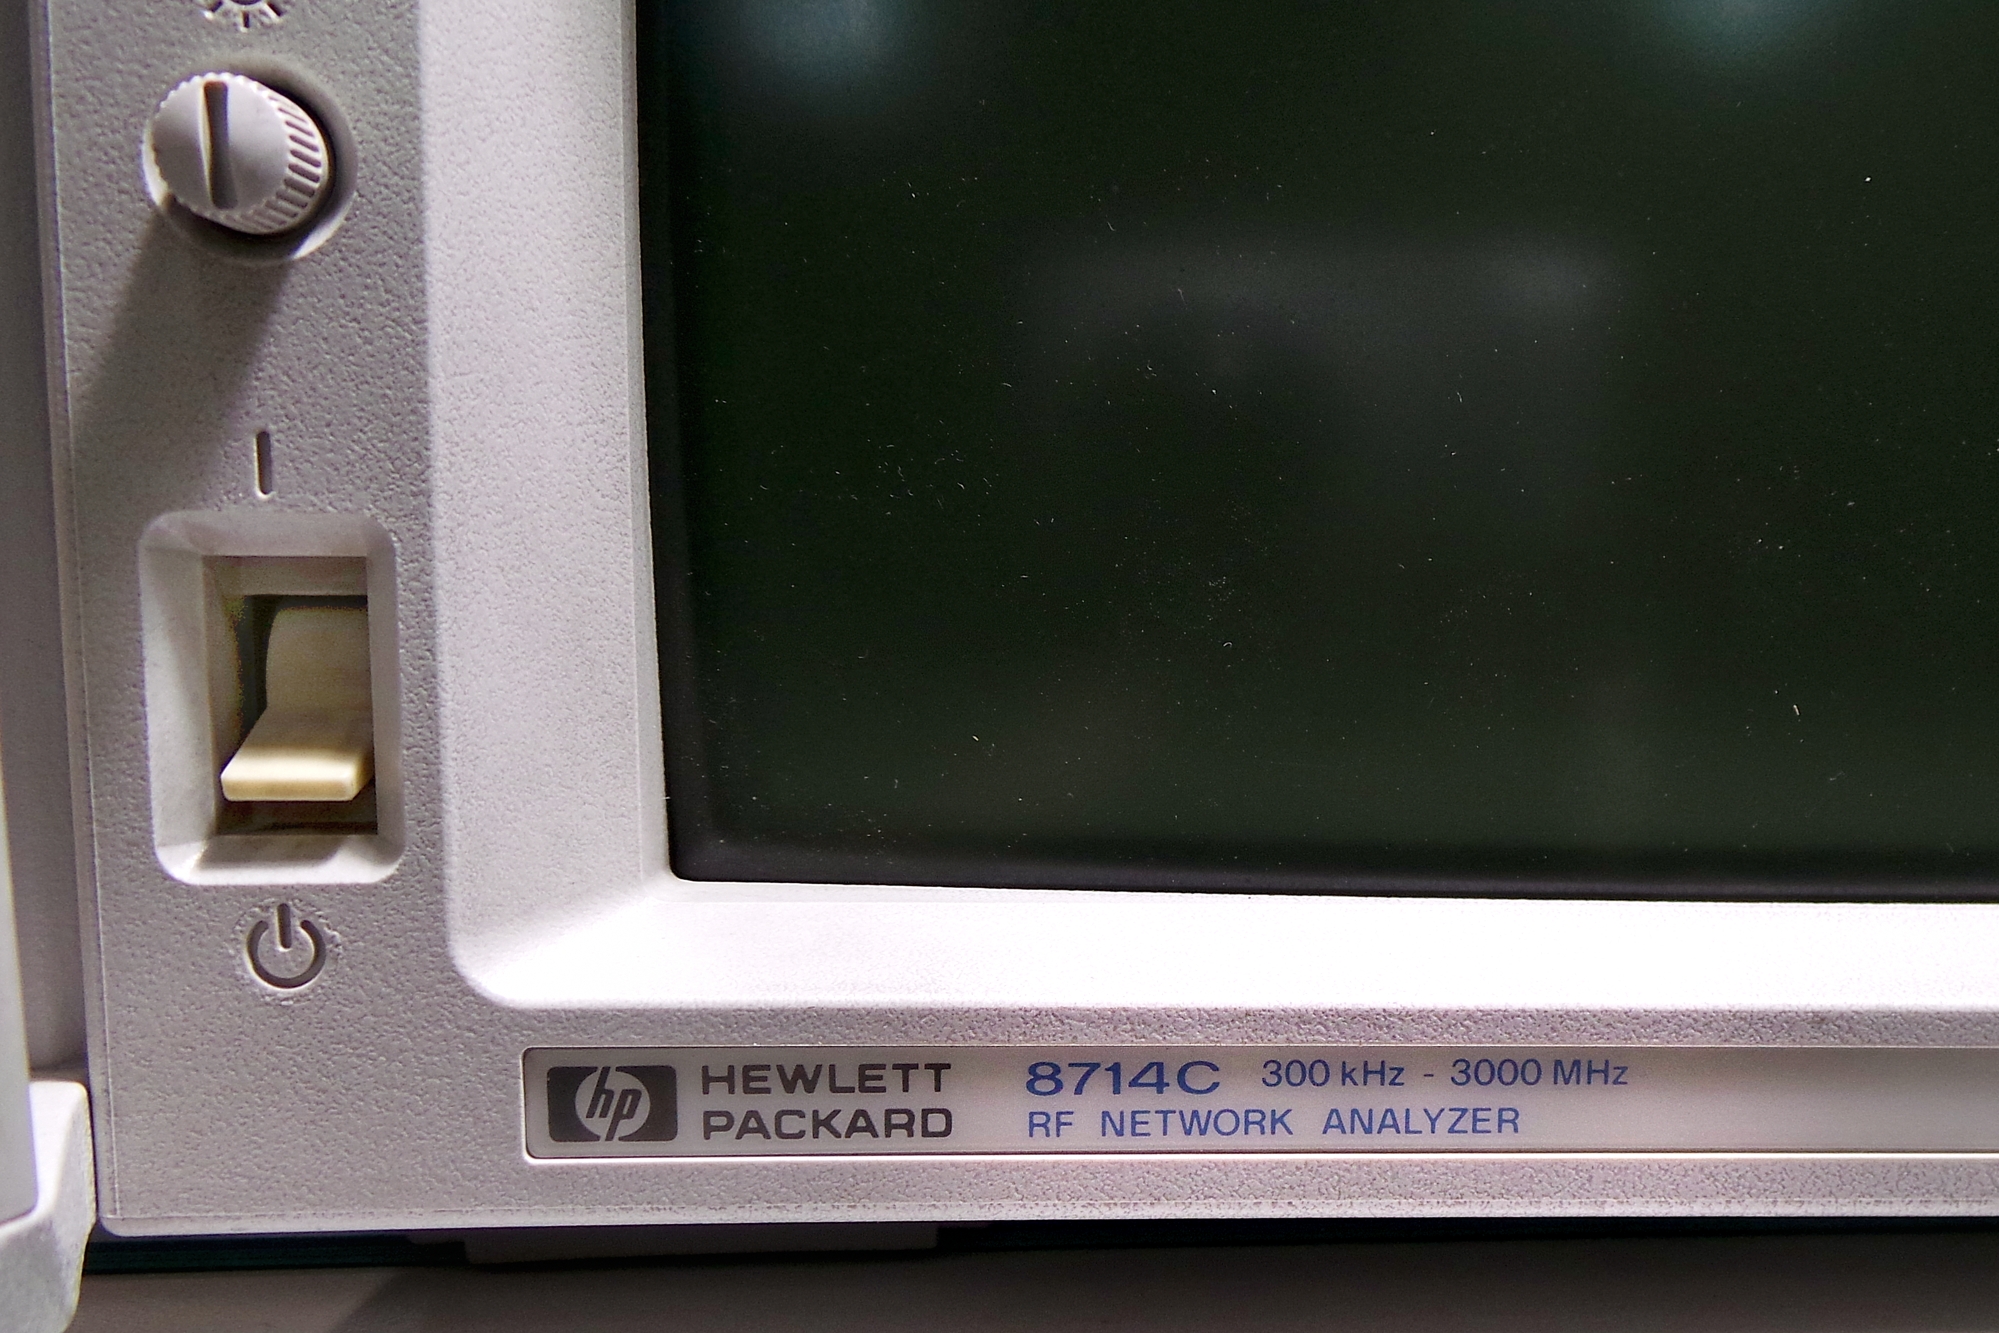 hp HEWLETT PACKARD
8714C 300 kHz - 3000 MHz
RF NETWORK ANALYZER